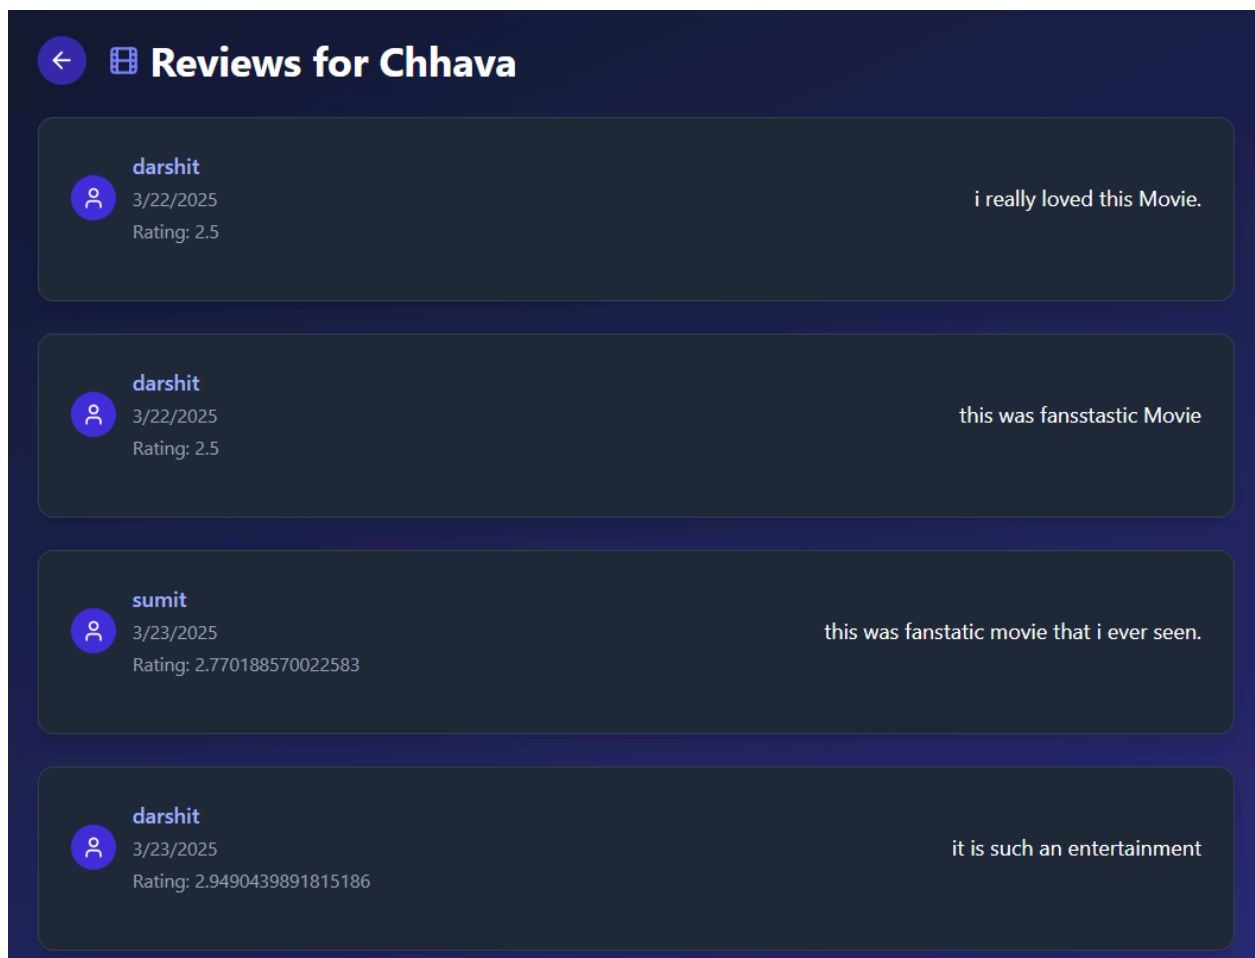 Reviews for Chhava
darshit
3/22/2025
Rating: 2.5
i really loved this Movie.
darshit
3/22/2025
Rating: 2.5
this was fansstastic Movie
sumit
3/23/2025
Rating: 2.770188570022583
this was fanstatic movie that i ever seen.
darshit
3/23/2025
Rating: 2.9490439891815186
it is such an entertainment